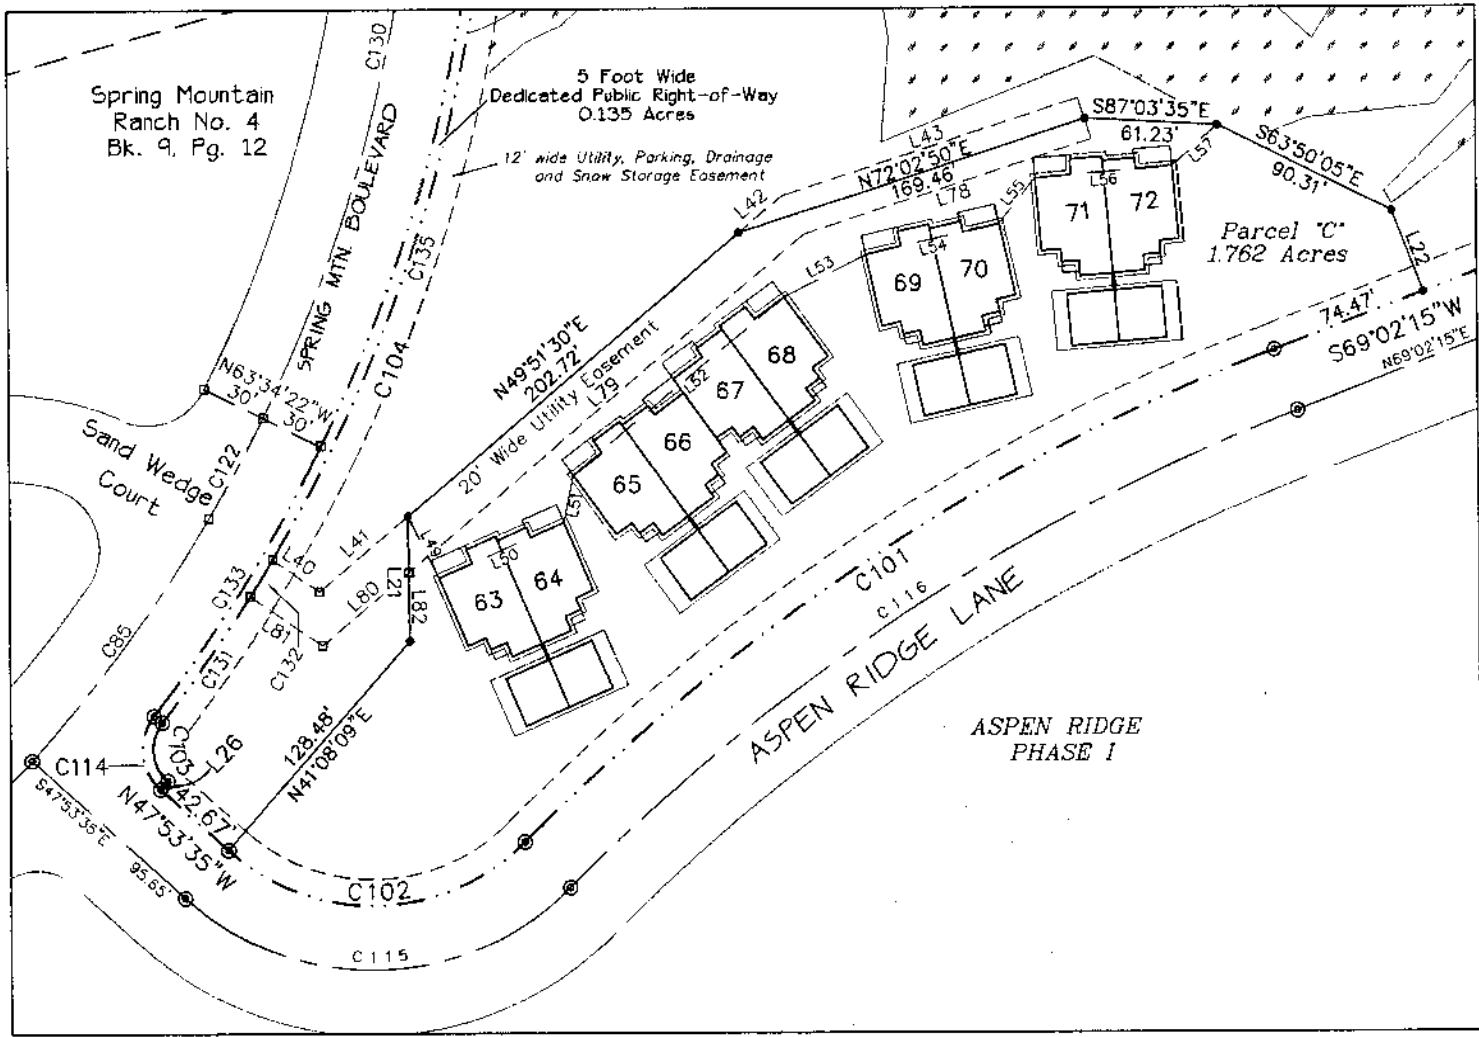 Spring Mountain
Ranch No. 4
Bk. 9, Pg. 12
C130
SPRING MTN. BOULEVARD
5 Foot Wide
Dedicated Public Right-of-Way
0.135 Acres
12' wide Utility, Parking, Drainage
and Snow Storage Easement
C135
C104
L42
L43
N72°02'50"E
169.46'
L78
S87°03'35"E
61.23'
L57
S63°50'05"E
90.31'
L55
L56
71
72
Parcel "C"
1.762 Acres
L22
L53
L54
69
70
74.47'
S69°02'15"W
N69°02'15"E
N63°34'22"W
30'
30'
Sand Wedge
Court
C122
N49°51'30"E
202.72'
20' Wide Utility Easement
L79
L52
68
67
66
65
L51
L49
L50
64
63
L40
L41
L80
L21
L82
C133
L81
C132
C131
C85
C101
C116
ASPEN RIDGE LANE
ASPEN RIDGE
PHASE I
128.48'
N41°08'09"E
C103
L26
C114
42.67'
N47°53'35"W
S47°53'35"E
95.65'
C102
C115